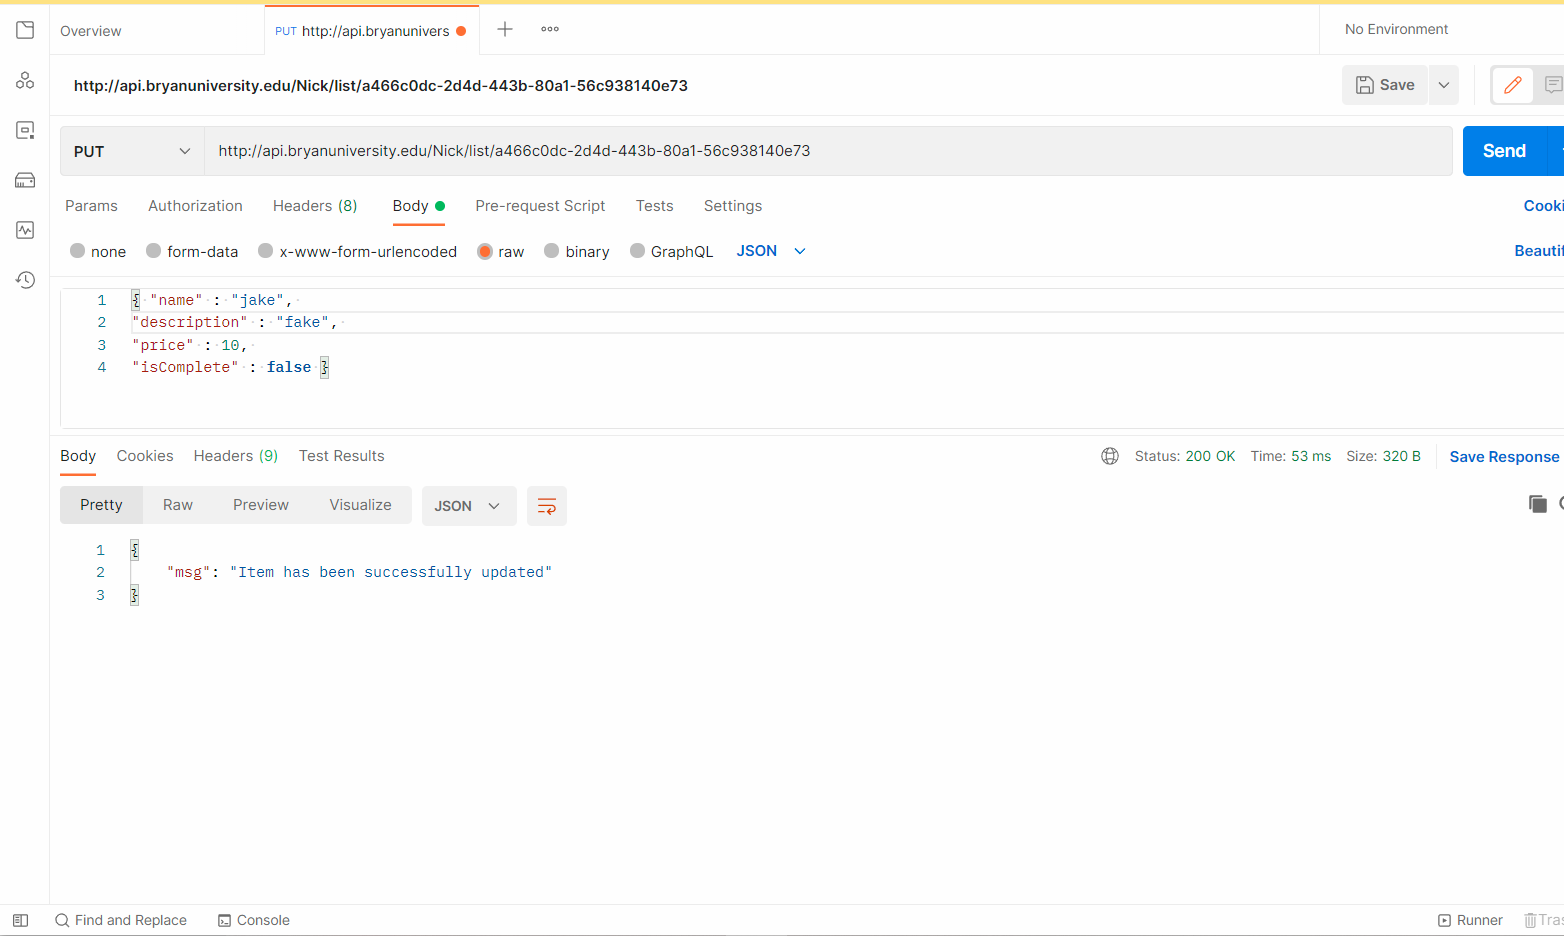 Overview
PUT http://api.bryanunivers
No Environment
http://api.bryanuniversity.edu/Nick/list/a466c0dc-2d4d-443b-80a1-56c938140e73
Save
PUT
http://api.bryanuniversity.edu/Nick/list/a466c0dc-2d4d-443b-80a1-56c938140e73
Send
Params Authorization Headers (8) Body Pre-request Script Tests Settings Cooki
none form-data x-www-form-urlencoded raw binary GraphQL JSON Beautif
1 { "name" : "jake",
2 "description" : "fake",
3 "price" : 10,
4 "isComplete" : false }
Body Cookies Headers (9) Test Results Status: 200 OK Time: 53 ms Size: 320 B Save Response
Pretty Raw Preview Visualize JSON
1 {
2 "msg": "Item has been successfully updated"
3 }
Find and Replace Console Runner Tras